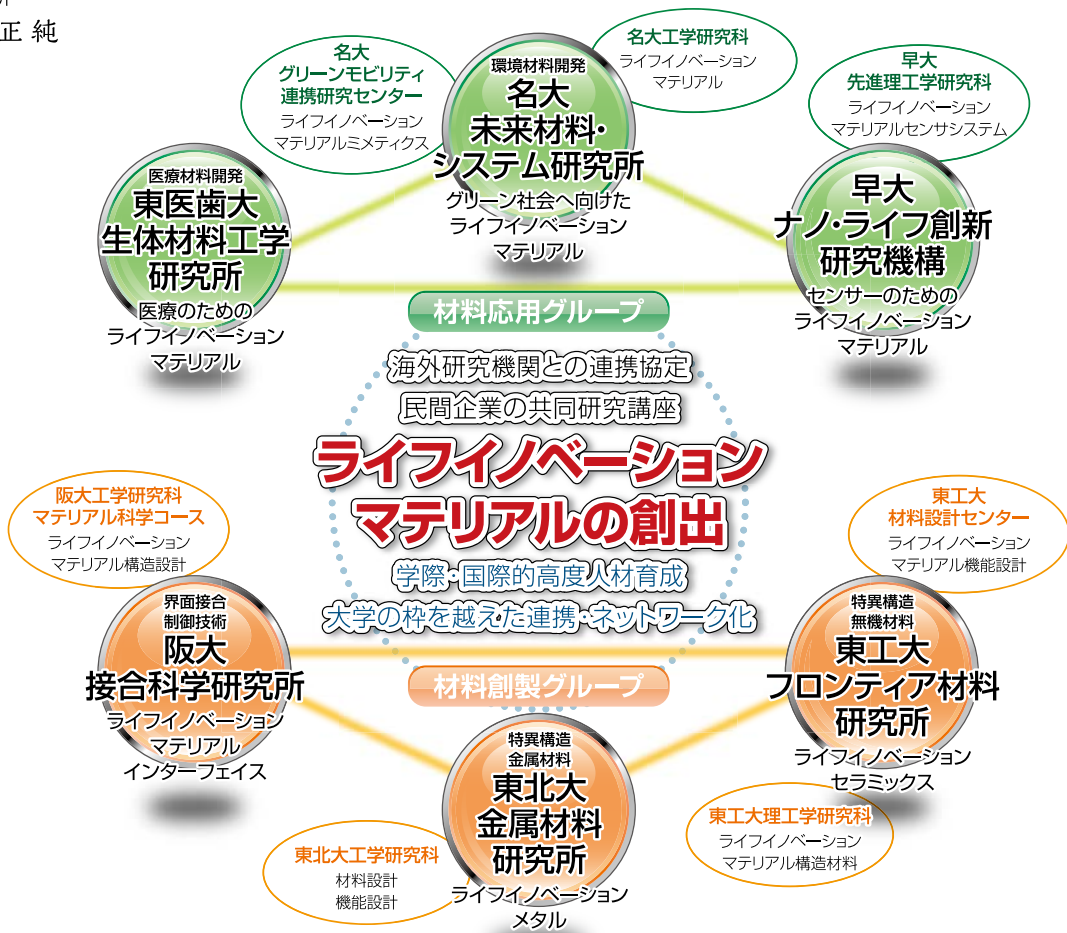 正 純
名大
グリーンモビリティ
連携研究センター
ライフイノベーション
マテリアルミメティクス
環境材料開発
名大
未来材料・
システム研究所
グリーン社会へ向けた
ライフイノベーション
マテリアル
名大工学研究科
ライフイノベーション
マテリアル
早大
先進理工学研究科
ライフイノベーション
マテリアルセンサシステム
医療材料開発
東医歯大
生体材料工学
研究所
医療のための
ライフイノベーション
マテリアル
早大
ナノ・ライフ創新
研究機構
センサーのための
ライフイノベーション
マテリアル
材料応用グループ
海外研究機関との連携協定
民間企業の共同研究講座
ライフイノベーション
マテリアルの創出
学際・国際的高度人材育成
大学の枠を越えた連携・ネットワーク化
材料創製グループ
阪大工学研究科
マテリアル科学コース
ライフイノベーション
マテリアル構造設計
界面接合
制御技術
阪大
接合科学研究所
ライフイノベーション
マテリアル
インターフェイス
東工大
材料設計センター
ライフイノベーション
マテリアル機能設計
特異構造
無機材料
東工大
フロンティア材料
研究所
ライフイノベーション
セラミックス
特異構造
金属材料
東北大
金属材料
研究所
ライフイノベーション
メタル
東北大工学研究科
材料設計
機能設計
東工大理工学研究科
ライフイノベーション
マテリアル構造材料